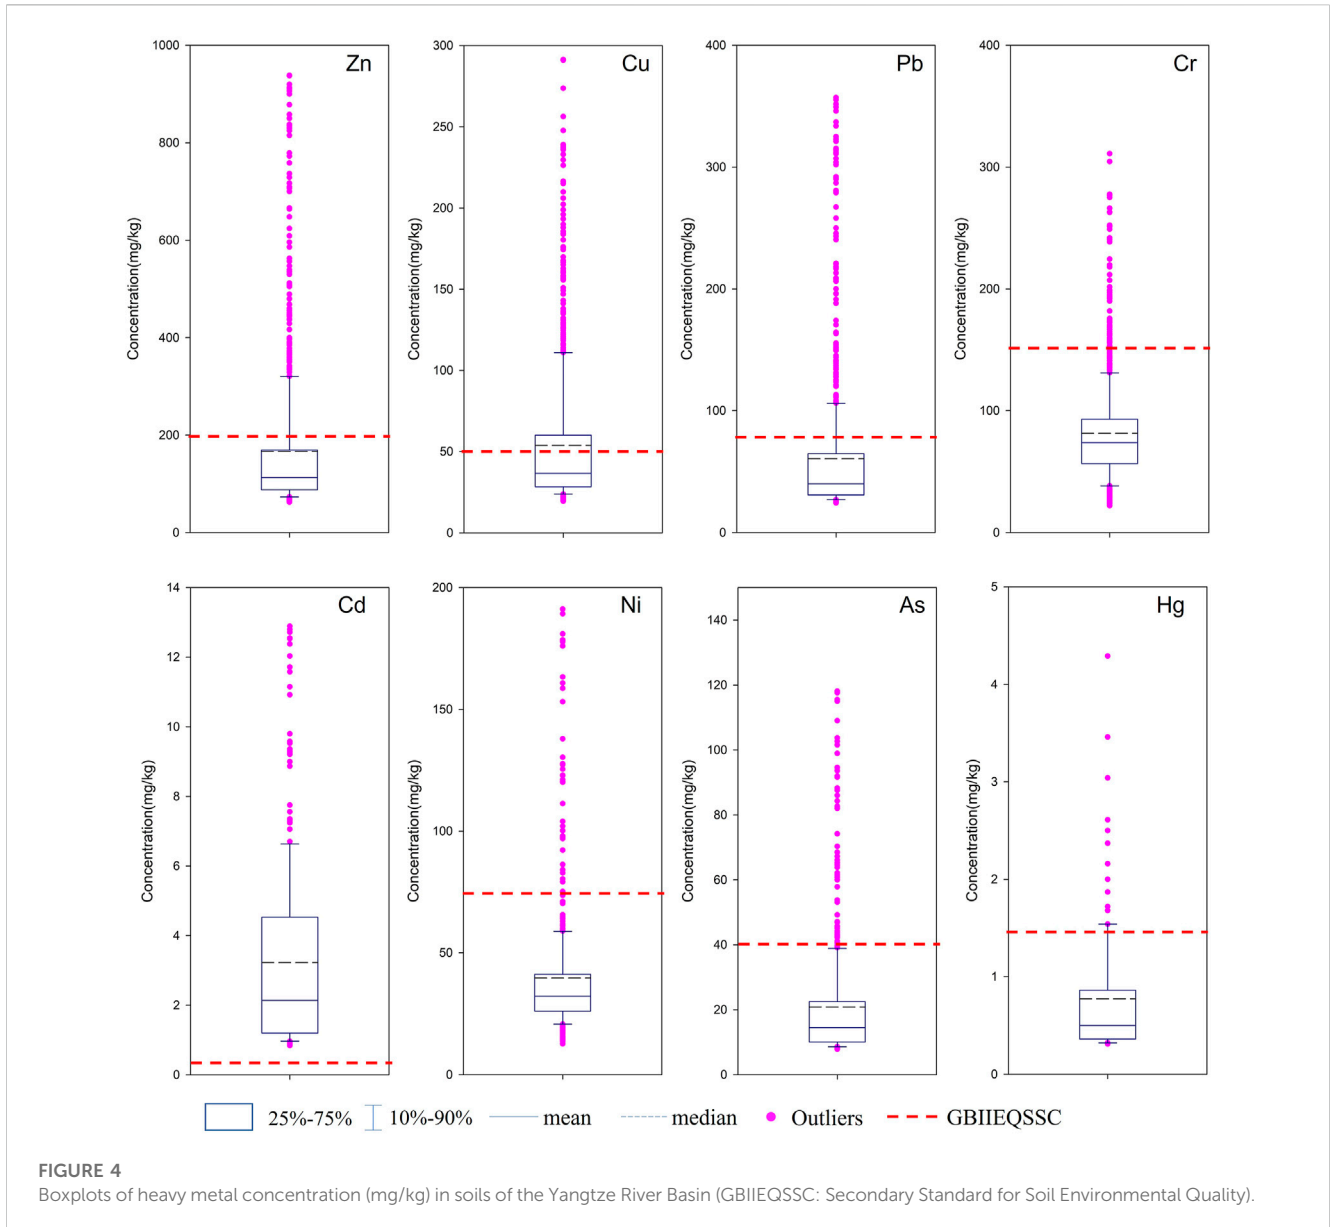 Zn
Concentration(mg/kg)
1000
800
600
400
200
0
Cu
Concentration(mg/kg)
300
250
200
150
100
50
0
Pb
Concentration(mg/kg)
400
300
200
100
0
Cr
Concentration(mg/kg)
400
300
200
100
0
Cd
Concentration(mg/kg)
14
12
10
8
6
4
2
0
Ni
Concentration(mg/kg)
200
150
100
50
0
As
Concentration(mg/kg)
140
120
100
80
60
40
20
0
Hg
Concentration(mg/kg)
5
4
3
2
1
0
25%-75% 10%-90% mean median Outliers GBIIEQSSC
FIGURE 4
Boxplots of heavy metal concentration (mg/kg) in soils of the Yangtze River Basin (GBIIEQSSC: Secondary Standard for Soil Environmental Quality).